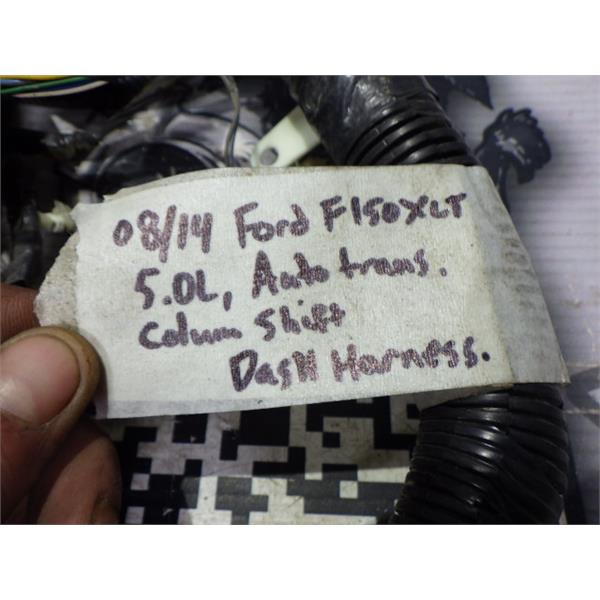 08/14 Ford F150XLT
5.0L, Auto trans.
Colum Shift
Dash Harness.